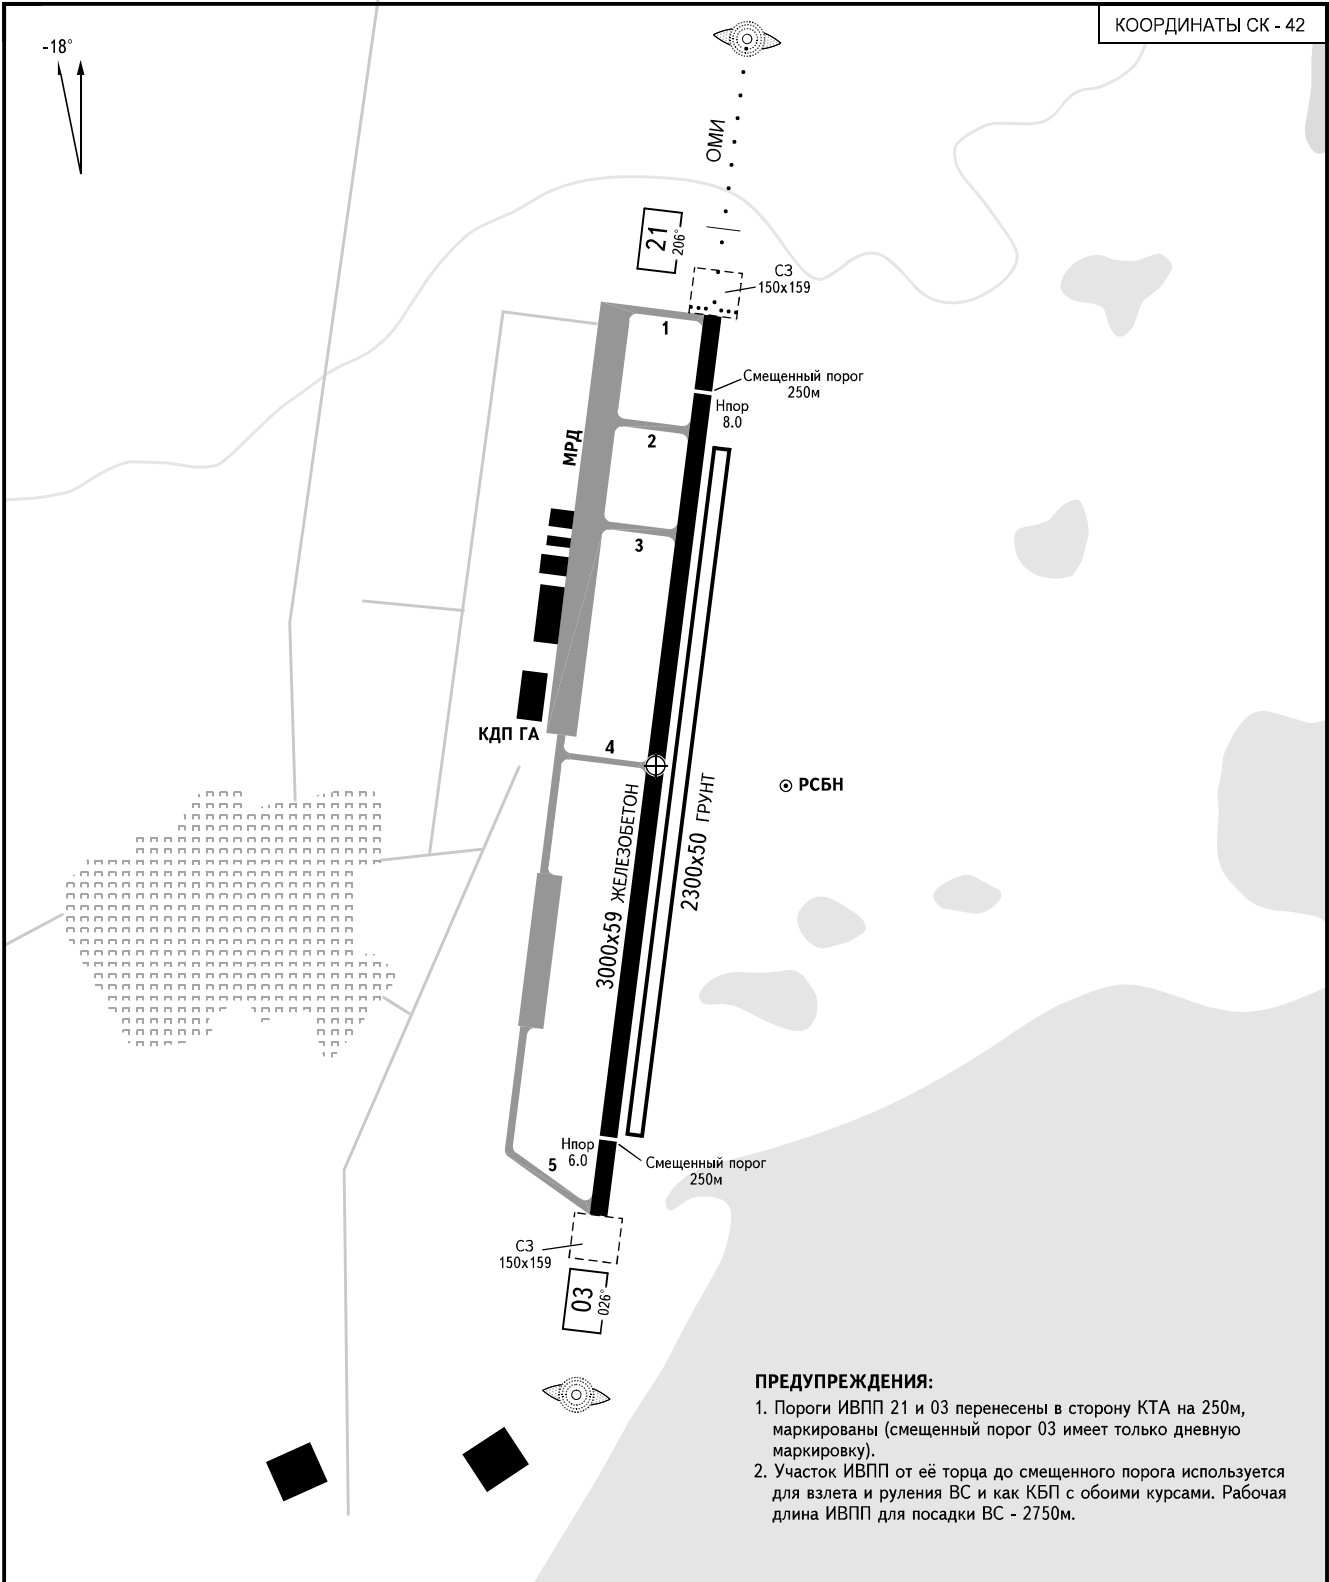 КООРДИНАТЫ СК - 42
-18°
ОМИ
21
206°
СЗ
150х159
1
Смещенный порог
250м
Нпор
8.0
МРД
2
3
КДП ГА
4
РСБН
3000х59 ЖЕЛЕЗОБЕТОН
2300х50 ГРУНТ
Нпор
6.0
5
Смещенный порог
250м
СЗ
150х159
03
026°
ПРЕДУПРЕЖДЕНИЯ:
1. Пороги ИВПП 21 и 03 перенесены в сторону КТА на 250м,
маркированы (смещенный порог 03 имеет только дневную
маркировку).
2. Участок ИВПП от её торца до смещенного порога используется
для взлета и руления ВС и как КБП с обоими курсами. Рабочая
длина ИВПП для посадки ВС - 2750м.